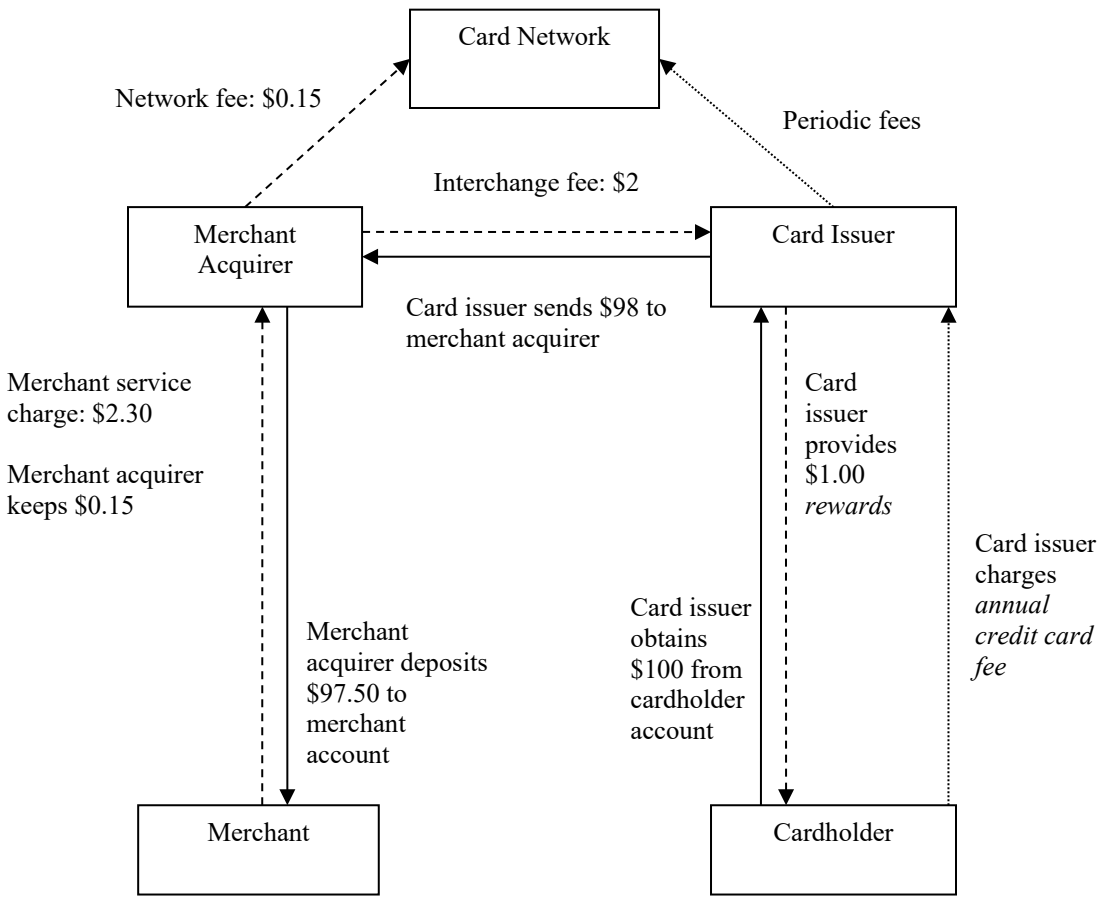 Card Network
Network fee: $0.15
Periodic fees
Interchange fee: $2
Merchant
Acquirer
Card Issuer
Card issuer sends $98 to
merchant acquirer
Merchant service
charge: $2.30
Merchant acquirer
keeps $0.15
Card
issuer
provides
$1.00
rewards
Card issuer
charges
annual
credit card
fee
Merchant
acquirer deposits
$97.50 to
merchant
account
Card issuer
obtains
$100 from
cardholder
account
Merchant
Cardholder